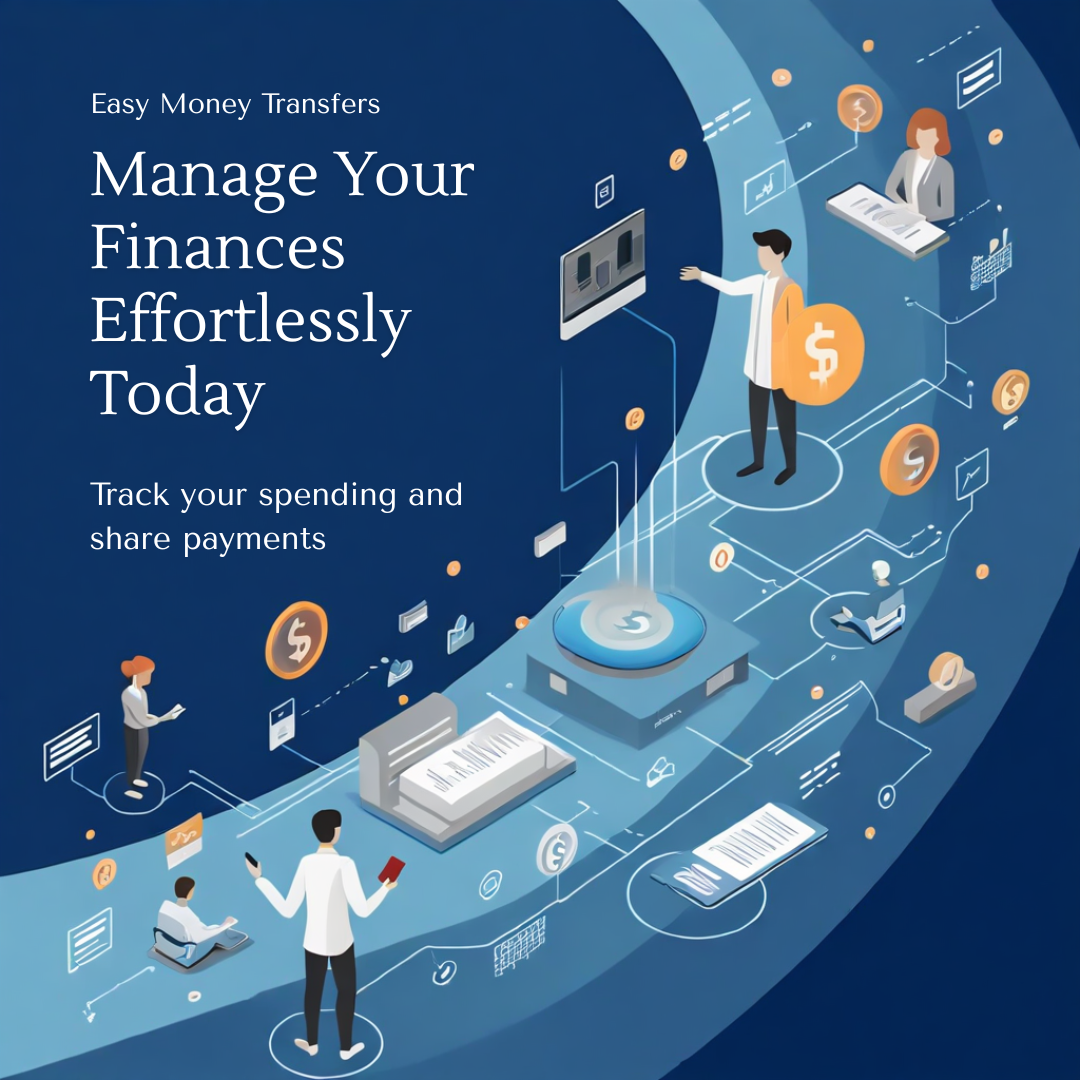 Easy Money Transfers
Manage Your
Finances
Effortlessly
Today
Track your spending and
share payments